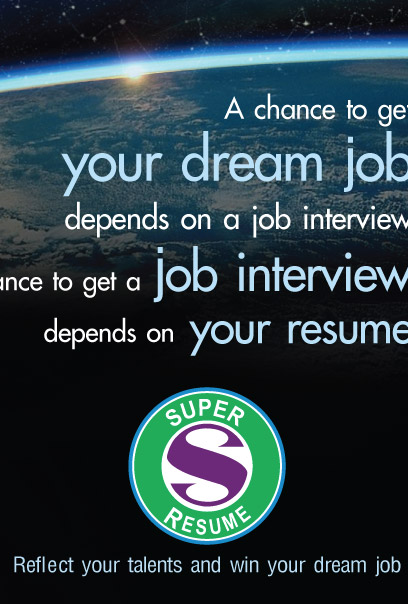 A chance to get
your dream job
depends on a job interview
ance to get a job interview
depends on your resume
SUPER
S
RESUME
Reflect your talents and win your dream job